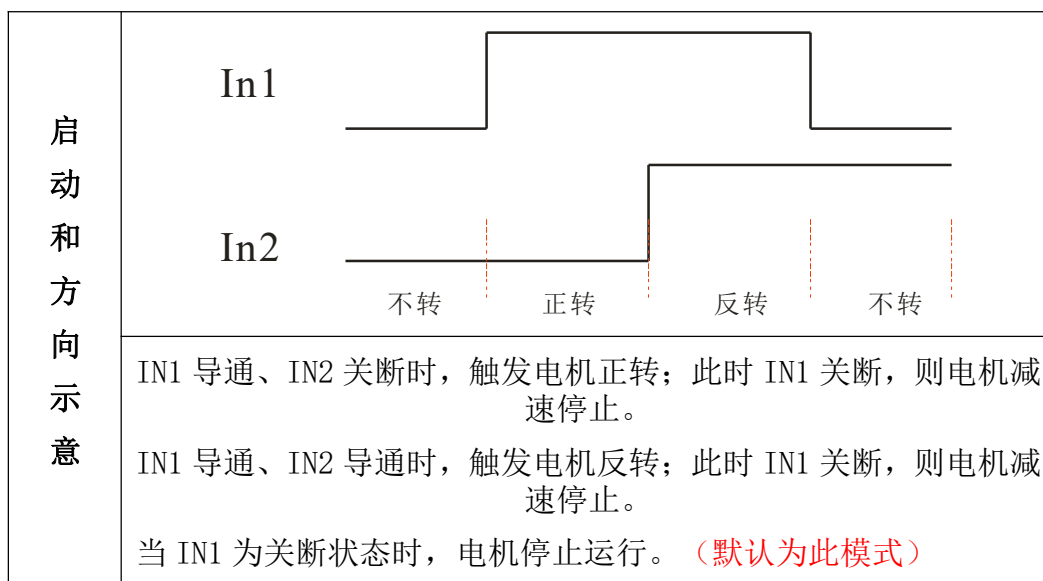 启
动
和
方
向
示
意
In1
In2
不转 正转 反转 不转
IN1 导通、IN2 关断时，触发电机正转；此时 IN1 关断，则电机减
速停止。
IN1 导通、IN2 导通时，触发电机反转；此时 IN1 关断，则电机减
速停止。
当 IN1 为关断状态时，电机停止运行。（默认为此模式）